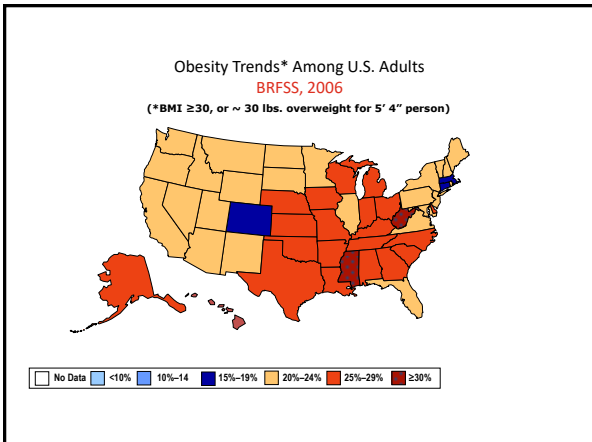 Obesity Trends* Among U.S. Adults
BRFSS, 2006
(*BMI ≥30, or ~ 30 lbs. overweight for 5’ 4” person)
No Data <10% 10%–14 15%–19% 20%–24% 25%–29% ≥30%